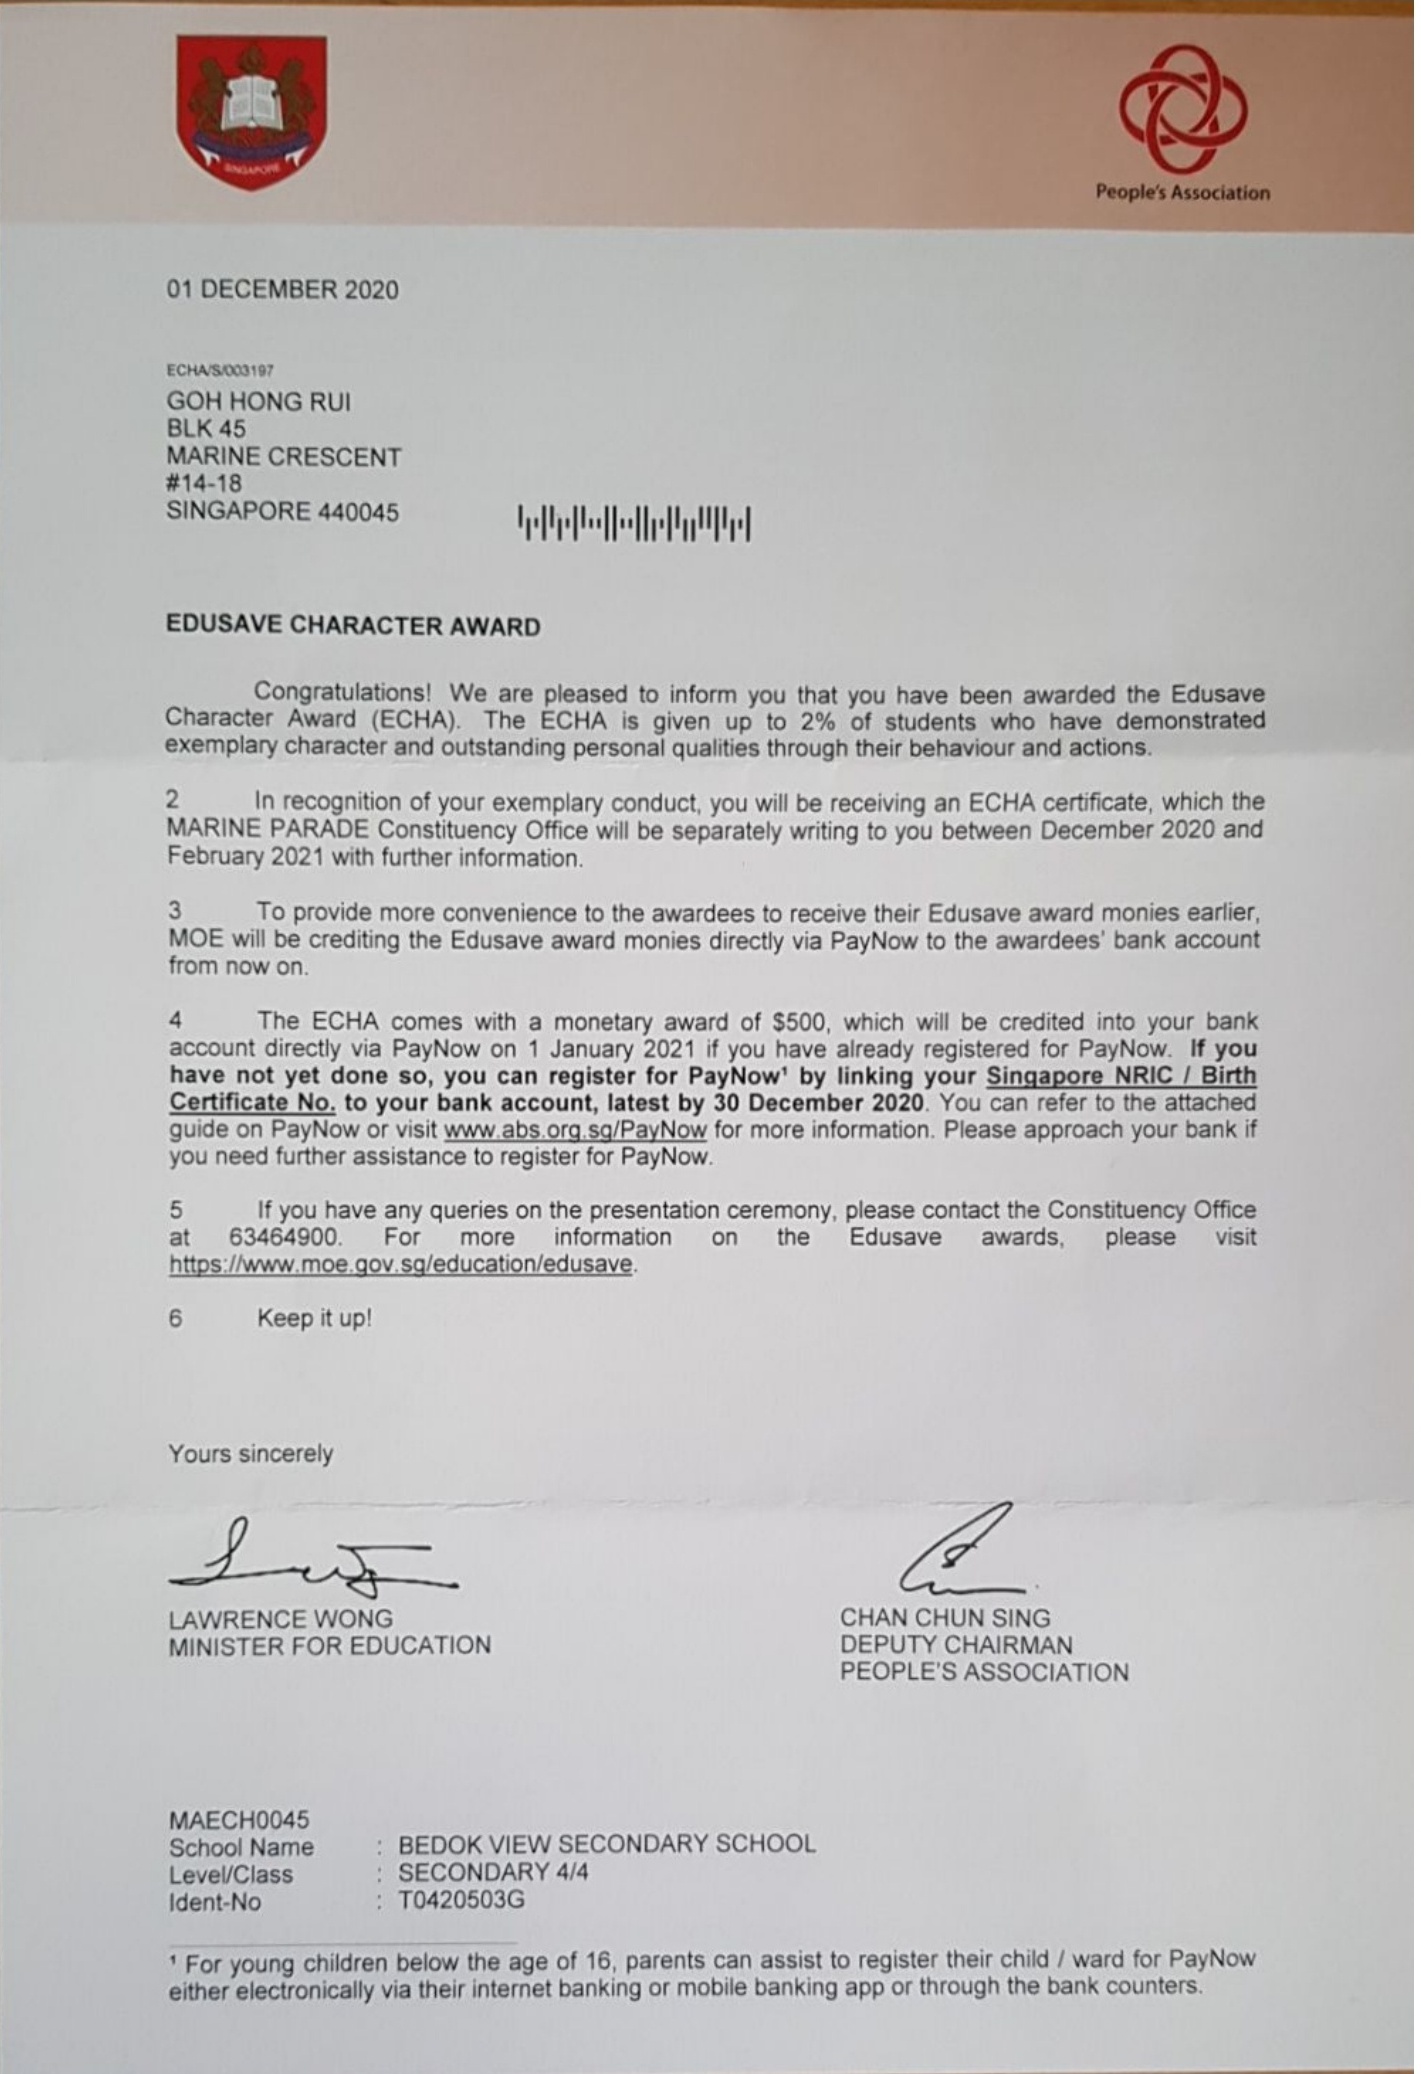 SINGAPORE
People's Association
01 DECEMBER 2020
ECHA/S/003197
GOH HONG RUI
BLK 45
MARINE CRESCENT
#14-18
SINGAPORE 440045
EDUSAVE CHARACTER AWARD
Congratulations! We are pleased to inform you that you have been awarded the Edusave
Character Award (ECHA). The ECHA is given up to 2% of students who have demonstrated
exemplary character and outstanding personal qualities through their behaviour and actions.
2 In recognition of your exemplary conduct, you will be receiving an ECHA certificate, which the
MARINE PARADE Constituency Office will be separately writing to you between December 2020 and
February 2021 with further information.
3 To provide more convenience to the awardees to receive their Edusave award monies earlier,
MOE will be crediting the Edusave award monies directly via PayNow to the awardees' bank account
from now on.
4 The ECHA comes with a monetary award of $500, which will be credited into your bank
account directly via PayNow on 1 January 2021 if you have already registered for PayNow. If you
have not yet done so, you can register for PayNow¹ by linking your Singapore NRIC / Birth
Certificate No. to your bank account, latest by 30 December 2020. You can refer to the attached
guide on PayNow or visit www.abs.org.sg/PayNow for more information. Please approach your bank if
you need further assistance to register for PayNow.
5 If you have any queries on the presentation ceremony, please contact the Constituency Office
at 63464900. For more information on the Edusave awards, please visit
https://www.moe.gov.sg/education/edusave.
6 Keep it up!
Yours sincerely
LAWRENCE WONG
MINISTER FOR EDUCATION
CHAN CHUN SING
DEPUTY CHAIRMAN
PEOPLE'S ASSOCIATION
MAECH0045
School Name : BEDOK VIEW SECONDARY SCHOOL
Level/Class : SECONDARY 4/4
Ident-No : T0420503G
¹ For young children below the age of 16, parents can assist to register their child / ward for PayNow
either electronically via their internet banking or mobile banking app or through the bank counters.